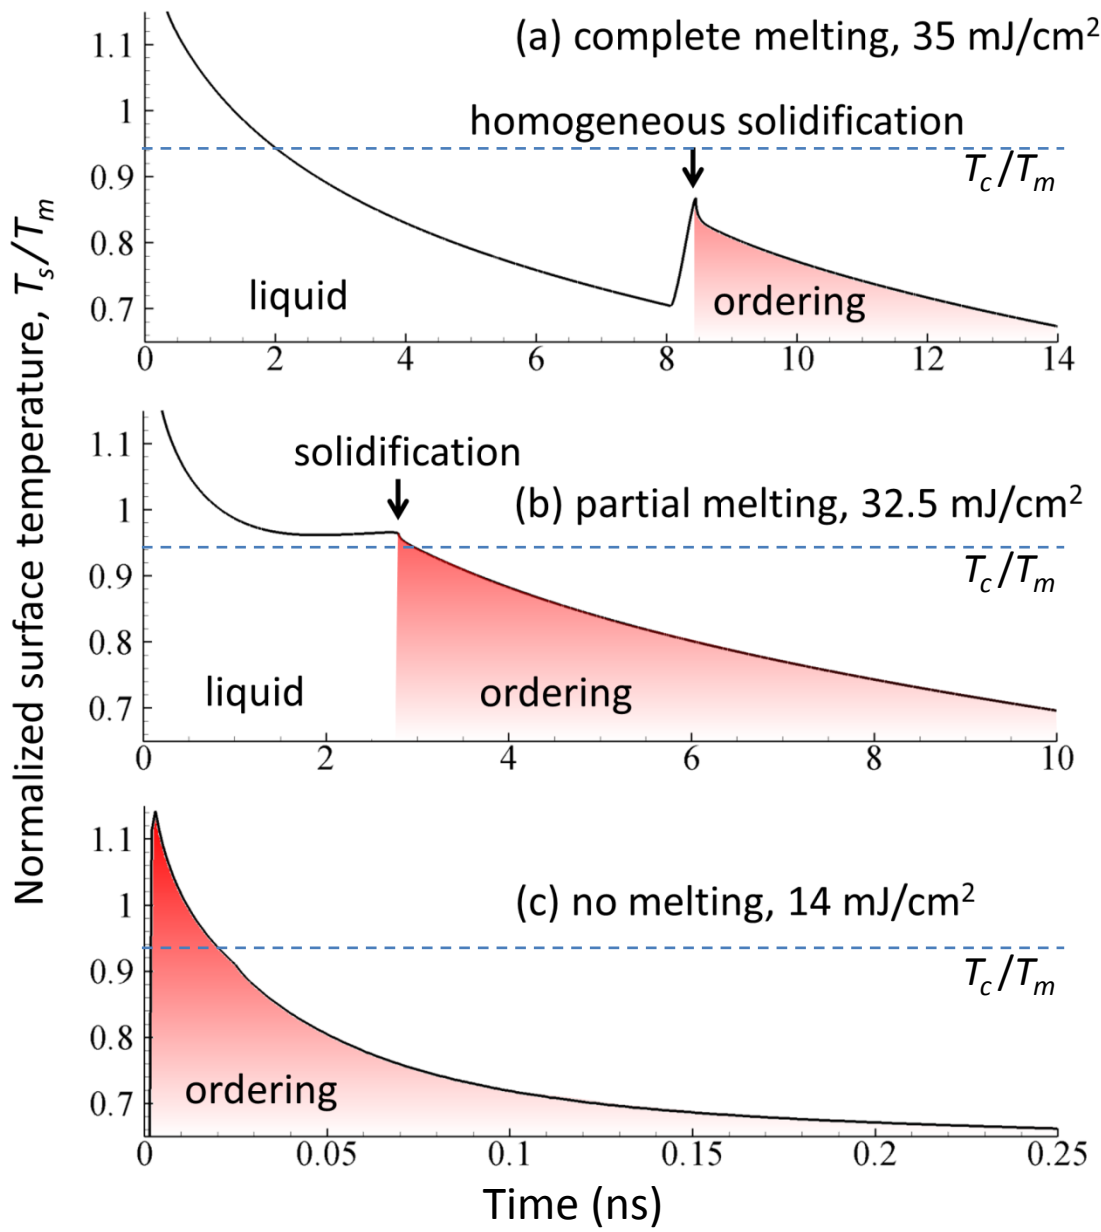 Normalized surface temperature, Ts/Tm
(a) complete melting, 35 mJ/cm²
homogeneous solidification
Tc/Tm
liquid
ordering
1.1
1
0.9
0.8
0.7
0 2 4 6 8 10 12 14
solidification
(b) partial melting, 32.5 mJ/cm²
Tc/Tm
liquid
ordering
1.1
1
0.9
0.8
0.7
0 2 4 6 8 10
(c) no melting, 14 mJ/cm²
Tc/Tm
ordering
1.1
1
0.9
0.8
0.7
0 0.05 0.1 0.15 0.2 0.25
Time (ns)